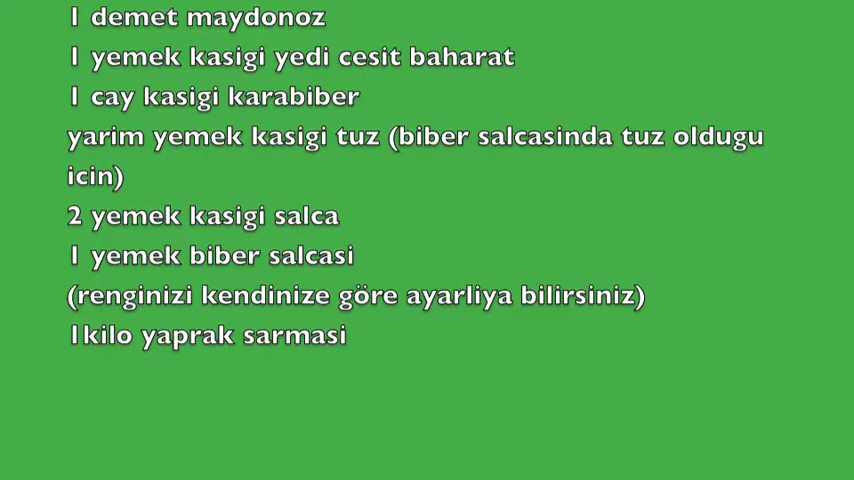 1 demet maydonoz
1 yemek kasigi yedi cesit baharat
1 cay kasigi karabiber
yarim yemek kasigi tuz (biber salcasinda tuz oldugu
icin)
2 yemek kasigi salca
1 yemek biber salcasi
(renginizi kendinize göre ayarliya bilirsiniz)
1kilo yaprak sarmasi